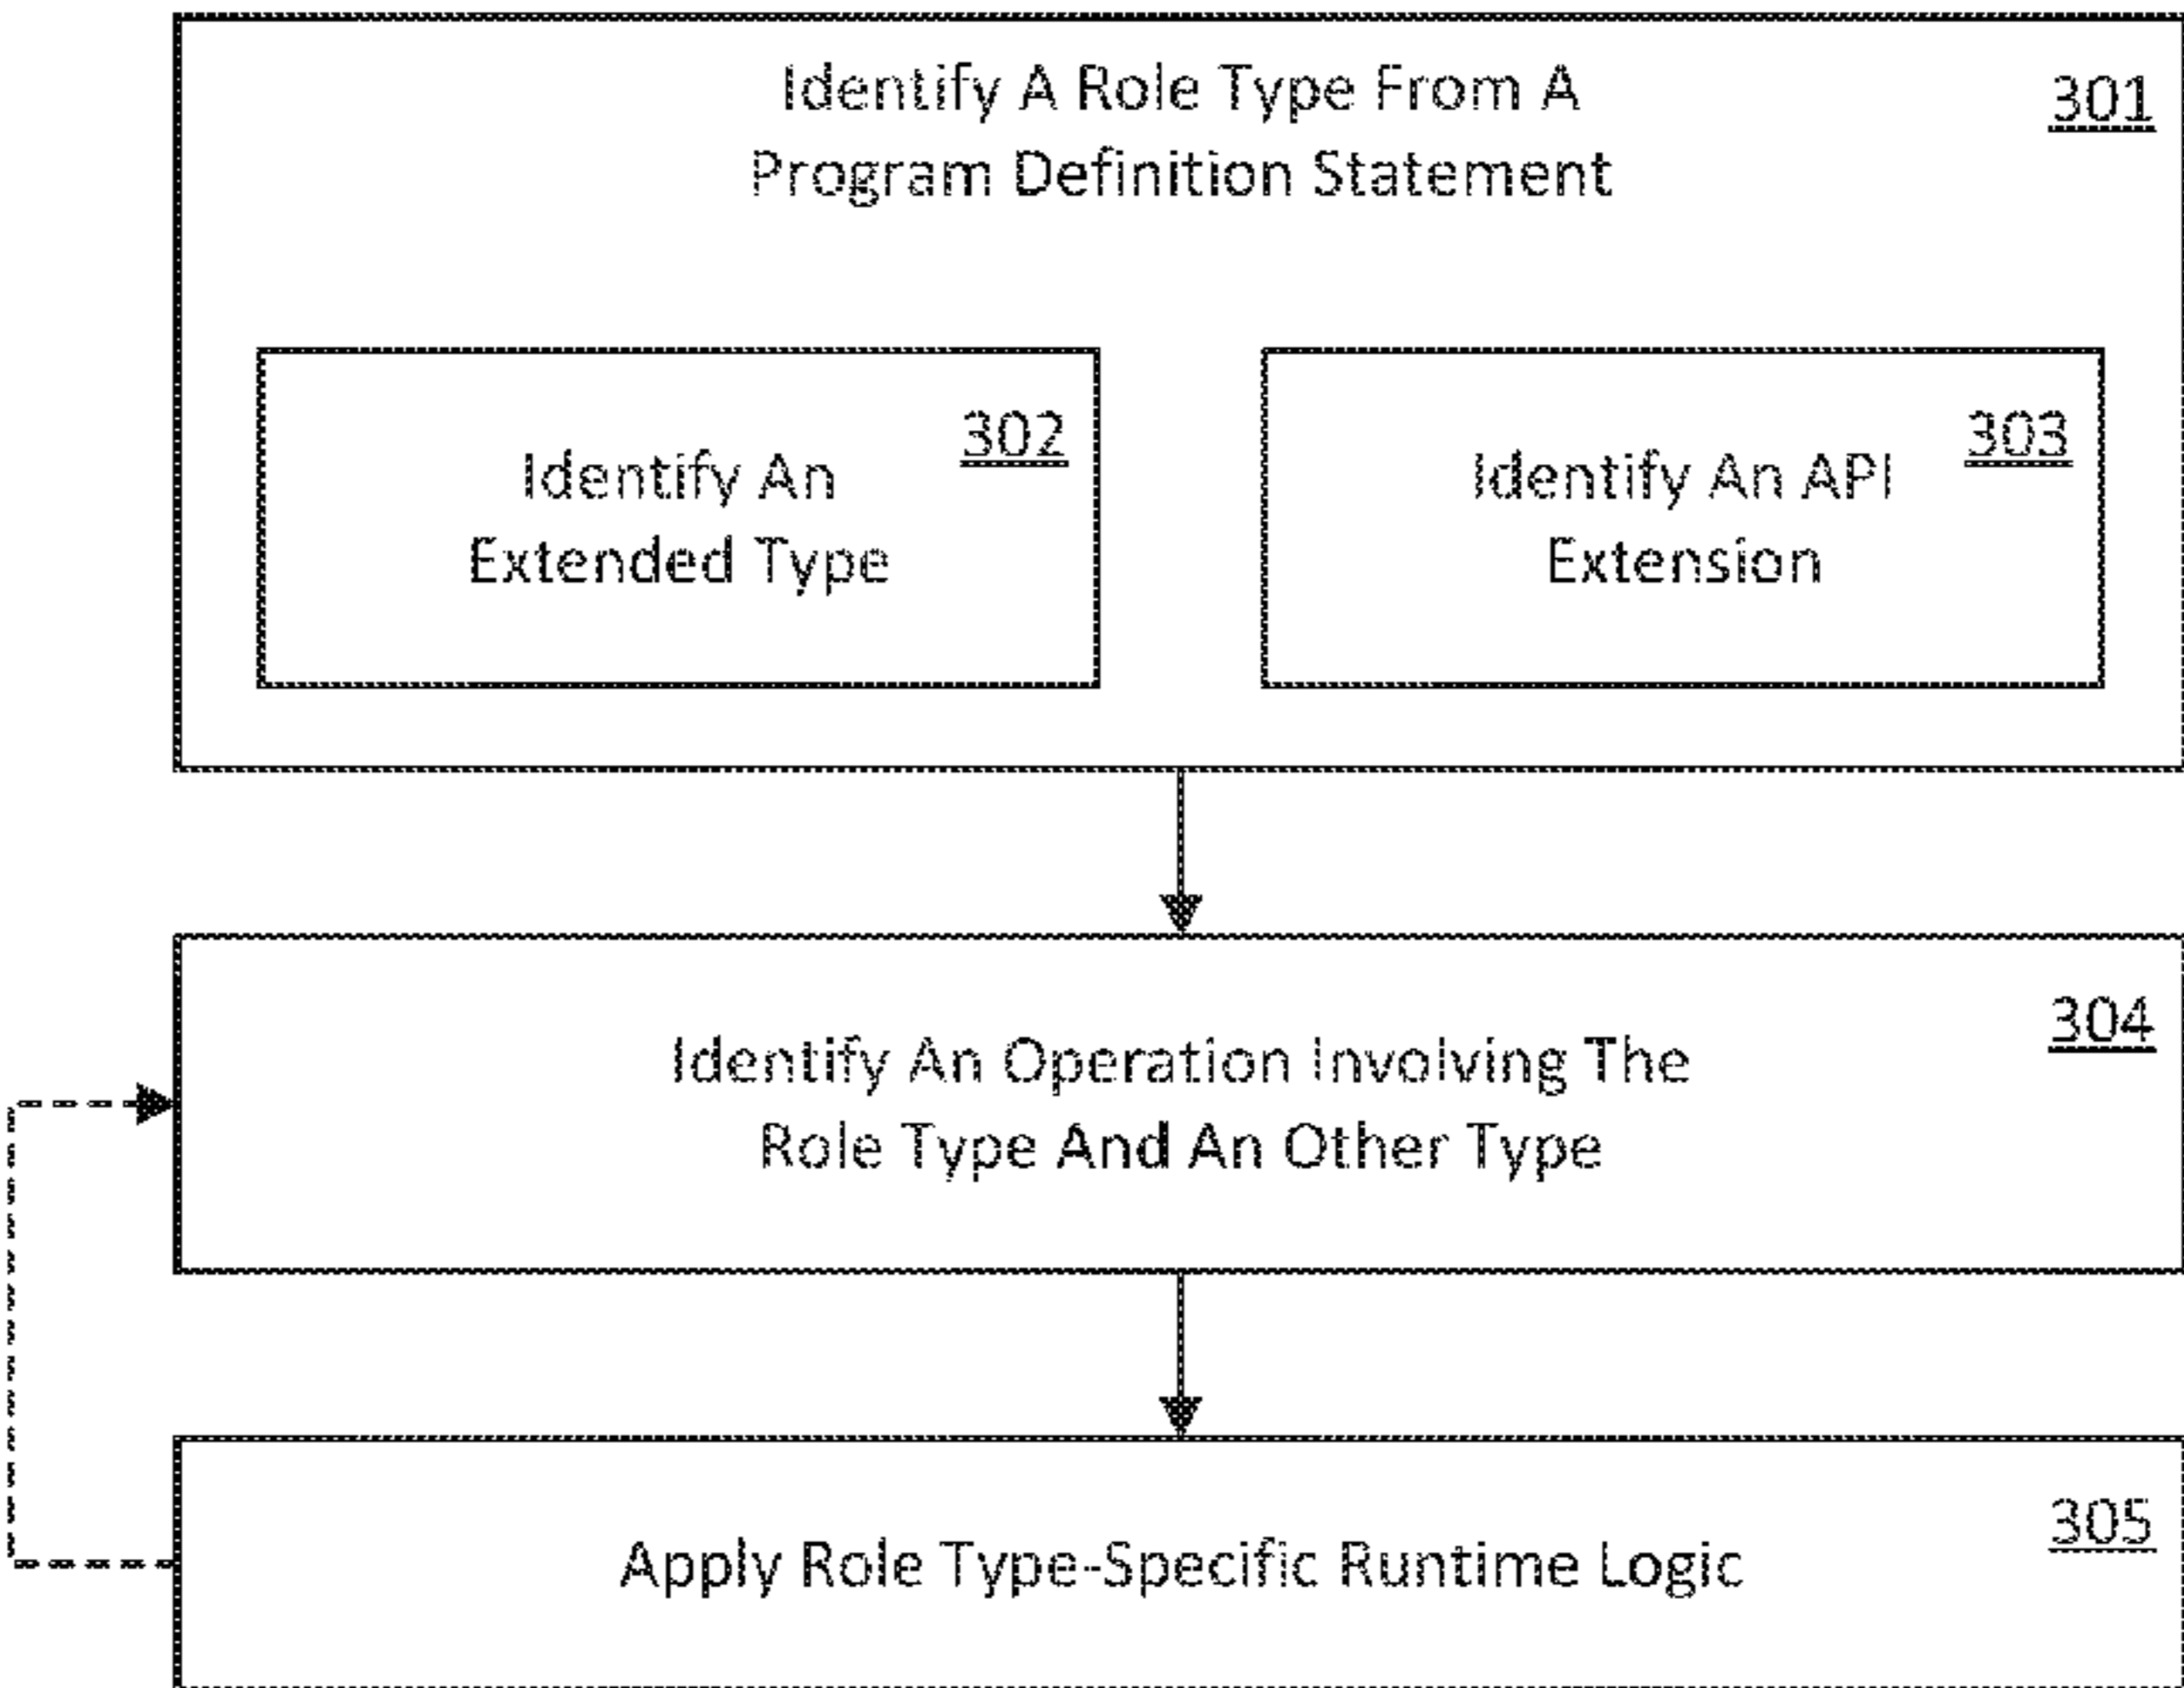 Identify A Role Type From A
Program Definition Statement
301
Identify An
Extended Type
302
Identify An API
Extension
303
Identify An Operation Involving The
Role Type And An Other Type
304
Apply Role Type-Specific Runtime Logic
305